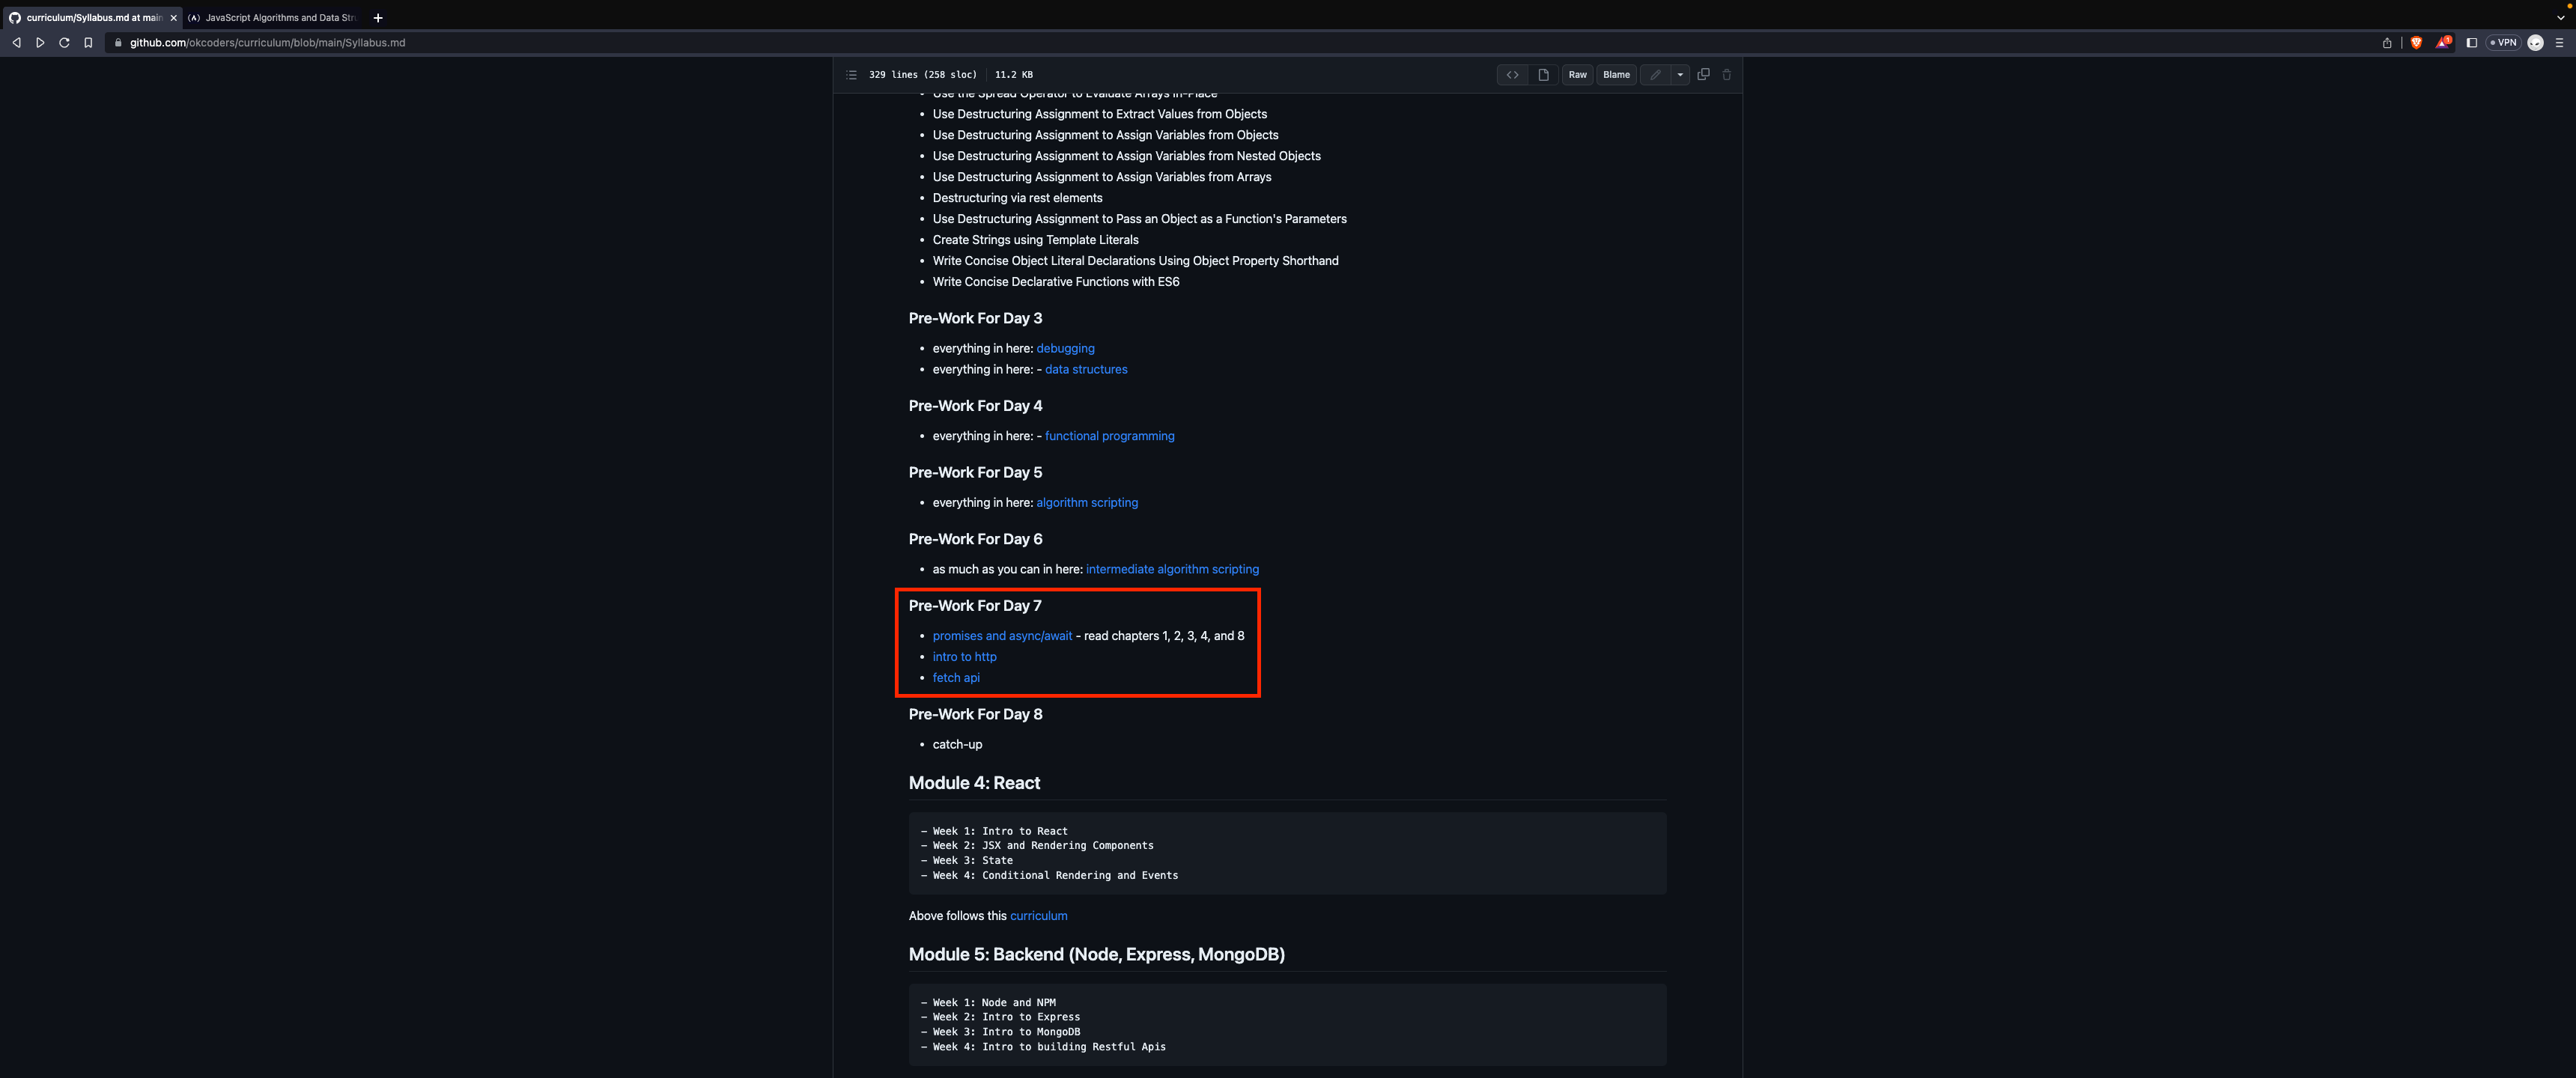 curriculum/Syllabus.md at main
JavaScript Algorithms and Data Str
github.com/okcoders/curriculum/blob/main/Syllabus.md
1
VPN
329 lines (258 sloc)
11.2 KB
Raw
Blame
Use the Spread Operator to Evaluate Arrays In-Place
• Use Destructuring Assignment to Extract Values from Objects
• Use Destructuring Assignment to Assign Variables from Objects
• Use Destructuring Assignment to Assign Variables from Nested Objects
• Use Destructuring Assignment to Assign Variables from Arrays
• Destructuring via rest elements
• Use Destructuring Assignment to Pass an Object as a Function's Parameters
• Create Strings using Template Literals
• Write Concise Object Literal Declarations Using Object Property Shorthand
• Write Concise Declarative Functions with ES6
Pre-Work For Day 3
• everything in here: debugging
• everything in here: - data structures
Pre-Work For Day 4
• everything in here: - functional programming
Pre-Work For Day 5
• everything in here: algorithm scripting
Pre-Work For Day 6
• as much as you can in here: intermediate algorithm scripting
Pre-Work For Day 7
• promises and async/await - read chapters 1, 2, 3, 4, and 8
• intro to http
• fetch api
Pre-Work For Day 8
• catch-up
Module 4: React
- Week 1: Intro to React
- Week 2: JSX and Rendering Components
- Week 3: State
- Week 4: Conditional Rendering and Events
Above follows this curriculum
Module 5: Backend (Node, Express, MongoDB)
- Week 1: Node and NPM
- Week 2: Intro to Express
- Week 3: Intro to MongoDB
- Week 4: Intro to building Restful Apis